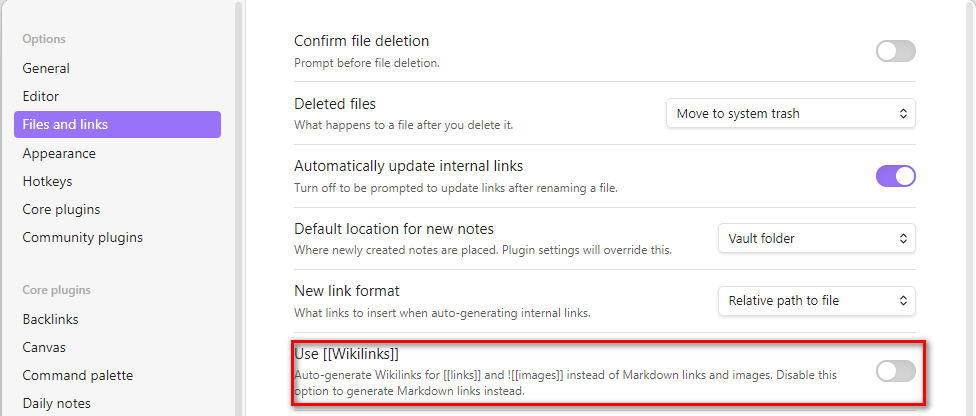 Options
General
Editor
Files and links
Appearance
Hotkeys
Core plugins
Community plugins
Core plugins
Backlinks
Canvas
Command palette
Daily notes
Confirm file deletion
Prompt before file deletion.
Deleted files
What happens to a file after you delete it.
Move to system trash
Automatically update internal links
Turn off to be prompted to update links after renaming a file.
Default location for new notes
Where newly created notes are placed. Plugin settings will override this.
Vault folder
New link format
What links to insert when auto-generating internal links.
Relative path to file
Use [[Wikilinks]]
Auto-generate Wikilinks for [[links]] and ![[images]] instead of Markdown links and images. Disable this
option to generate Markdown links instead.